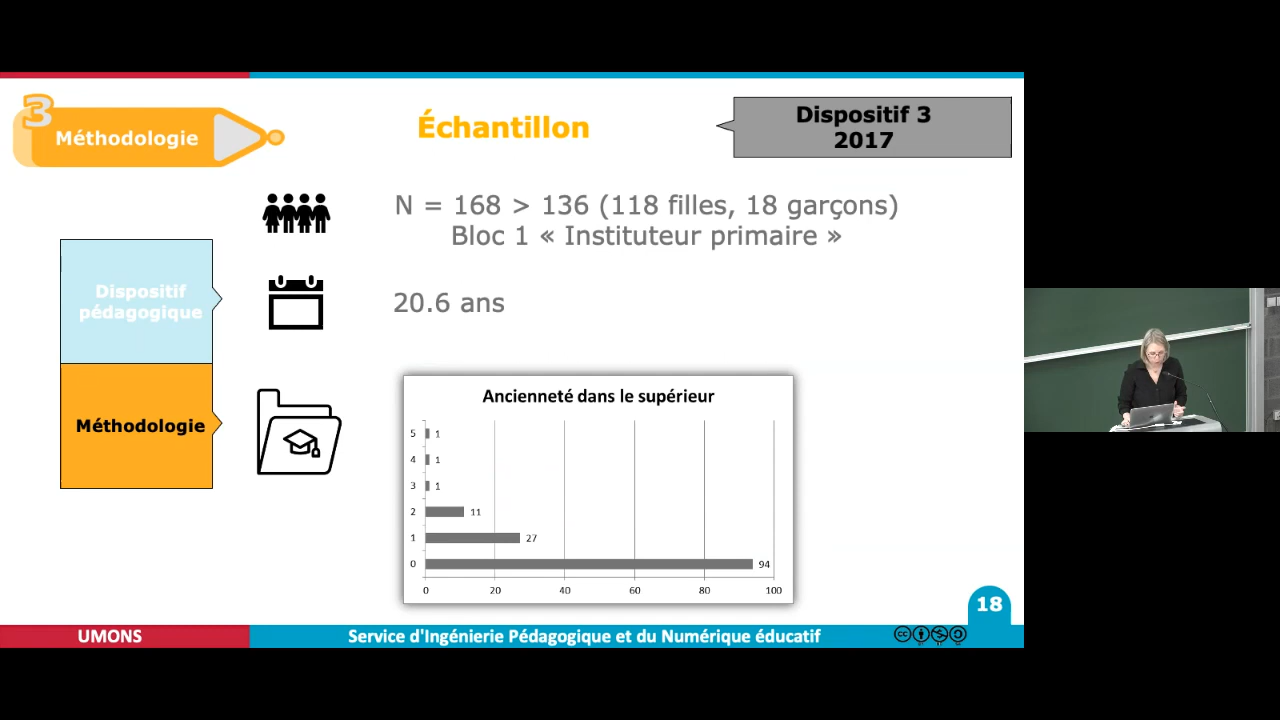 3
Méthodologie
Échantillon
Dispositif 3
2017
N = 168 > 136 (118 filles, 18 garçons)
Bloc 1 « Instituteur primaire »
Dispositif
pédagogique
20.6 ans
Méthodologie
Ancienneté dans le supérieur
5 1
4 1
3 1
2 11
1 27
0 94
0 20 40 60 80 100
18
UMONS
Service d'Ingénierie Pédagogique et du Numérique éducatif
cc